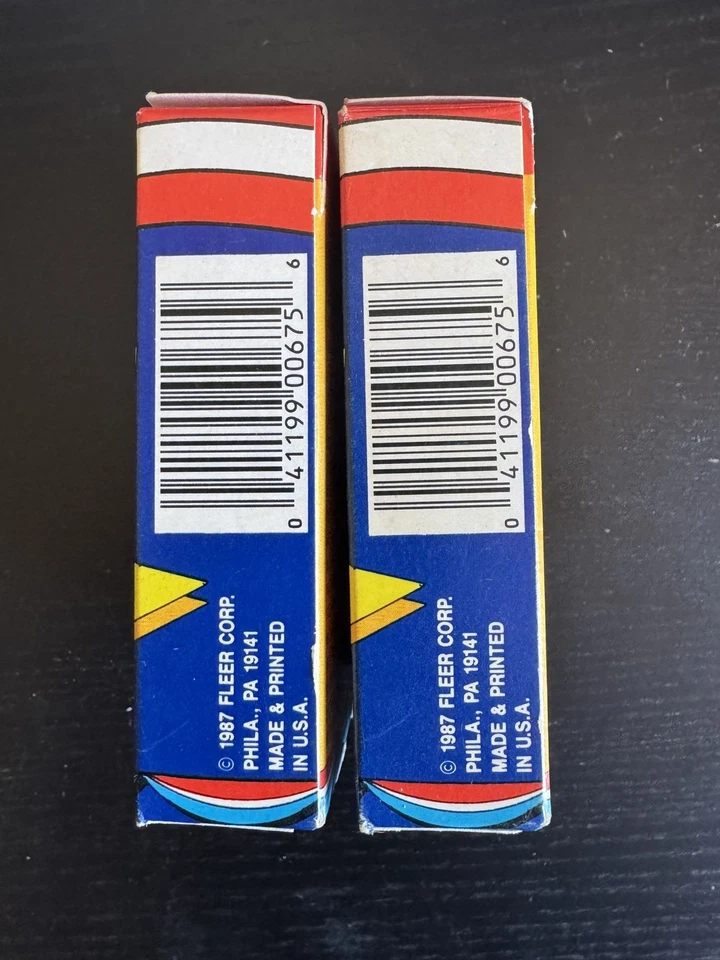 0 41199 00675 6
© 1987 FLEER CORP.
PHILA., PA 19141
MADE & PRINTED
IN U.S.A.
0 41199 00675 6
© 1987 FLEER CORP.
PHILA., PA 19141
MADE & PRINTED
IN U.S.A.